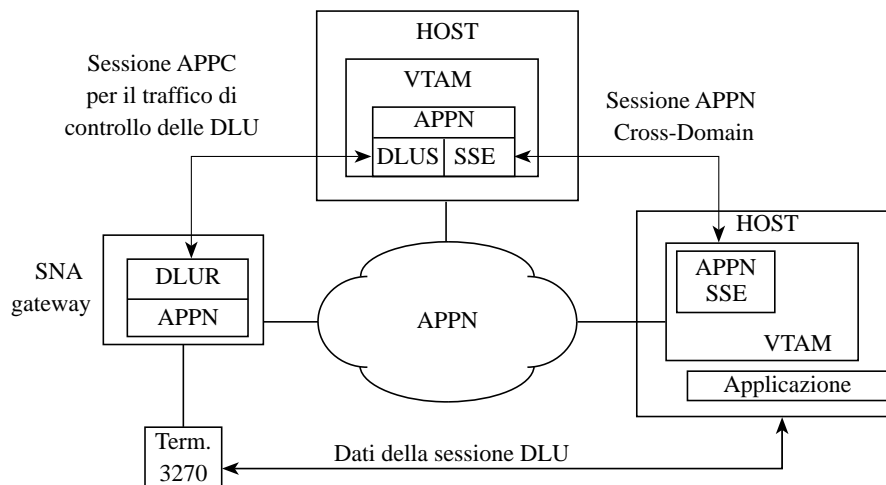 HOST
Sessione APPC
per il traffico di
controllo delle DLU
VTAM
APPN
DLUS
SSE
Sessione APPN
Cross-Domain
SNA
gateway
DLUR
APPN
APPN
HOST
APPN
SSE
VTAM
Applicazione
Term.
3270
Dati della sessione DLU